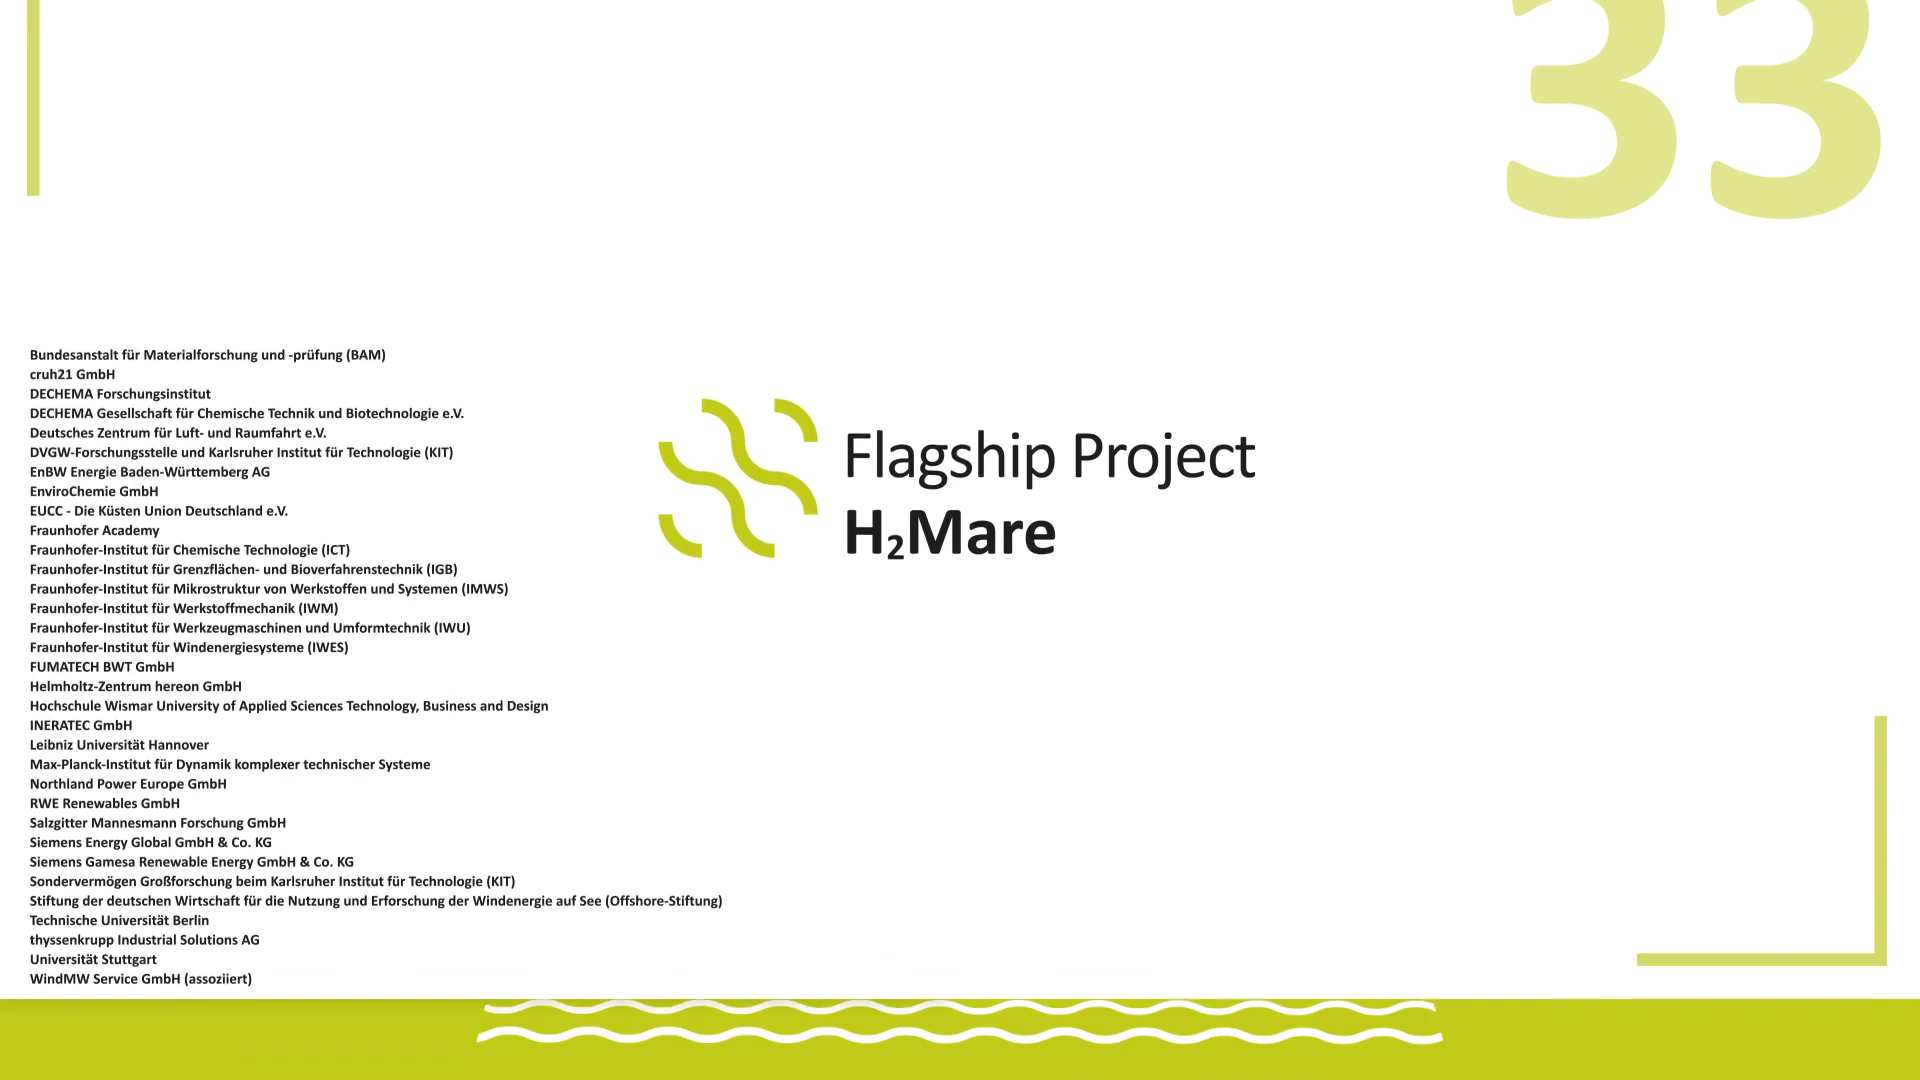 33
Bundesanstalt für Materialforschung und -prüfung (BAM)
cruh21 GmbH
DECHEMA Forschungsinstitut
DECHEMA Gesellschaft für Chemische Technik und Biotechnologie e.V.
Deutsches Zentrum für Luft- und Raumfahrt e.V.
DVGW-Forschungsstelle und Karlsruher Institut für Technologie (KIT)
EnBW Energie Baden-Württemberg AG
EnviroChemie GmbH
EUCC - Die Küsten Union Deutschland e.V.
Fraunhofer Academy
Fraunhofer-Institut für Chemische Technologie (ICT)
Fraunhofer-Institut für Grenzflächen- und Bioverfahrenstechnik (IGB)
Fraunhofer-Institut für Mikrostruktur von Werkstoffen und Systemen (IMWS)
Fraunhofer-Institut für Werkstoffmechanik (IWM)
Fraunhofer-Institut für Werkzeugmaschinen und Umformtechnik (IWU)
Fraunhofer-Institut für Windenergiesysteme (IWES)
FUMATECH BWT GmbH
Helmholtz-Zentrum hereon GmbH
Hochschule Wismar University of Applied Sciences Technology, Business and Design
INERATEC GmbH
Leibniz Universität Hannover
Max-Planck-Institut für Dynamik komplexer technischer Systeme
Northland Power Europe GmbH
RWE Renewables GmbH
Salzgitter Mannesmann Forschung GmbH
Siemens Energy Global GmbH & Co. KG
Siemens Gamesa Renewable Energy GmbH & Co. KG
Sondervermögen Großforschung beim Karlsruher Institut für Technologie (KIT)
Stiftung der deutschen Wirtschaft für die Nutzung und Erforschung der Windenergie auf See (Offshore-Stiftung)
Technische Universität Berlin
thyssenkrupp Industrial Solutions AG
Universität Stuttgart
WindMW Service GmbH (assoziiert)
Flagship Project
H₂Mare